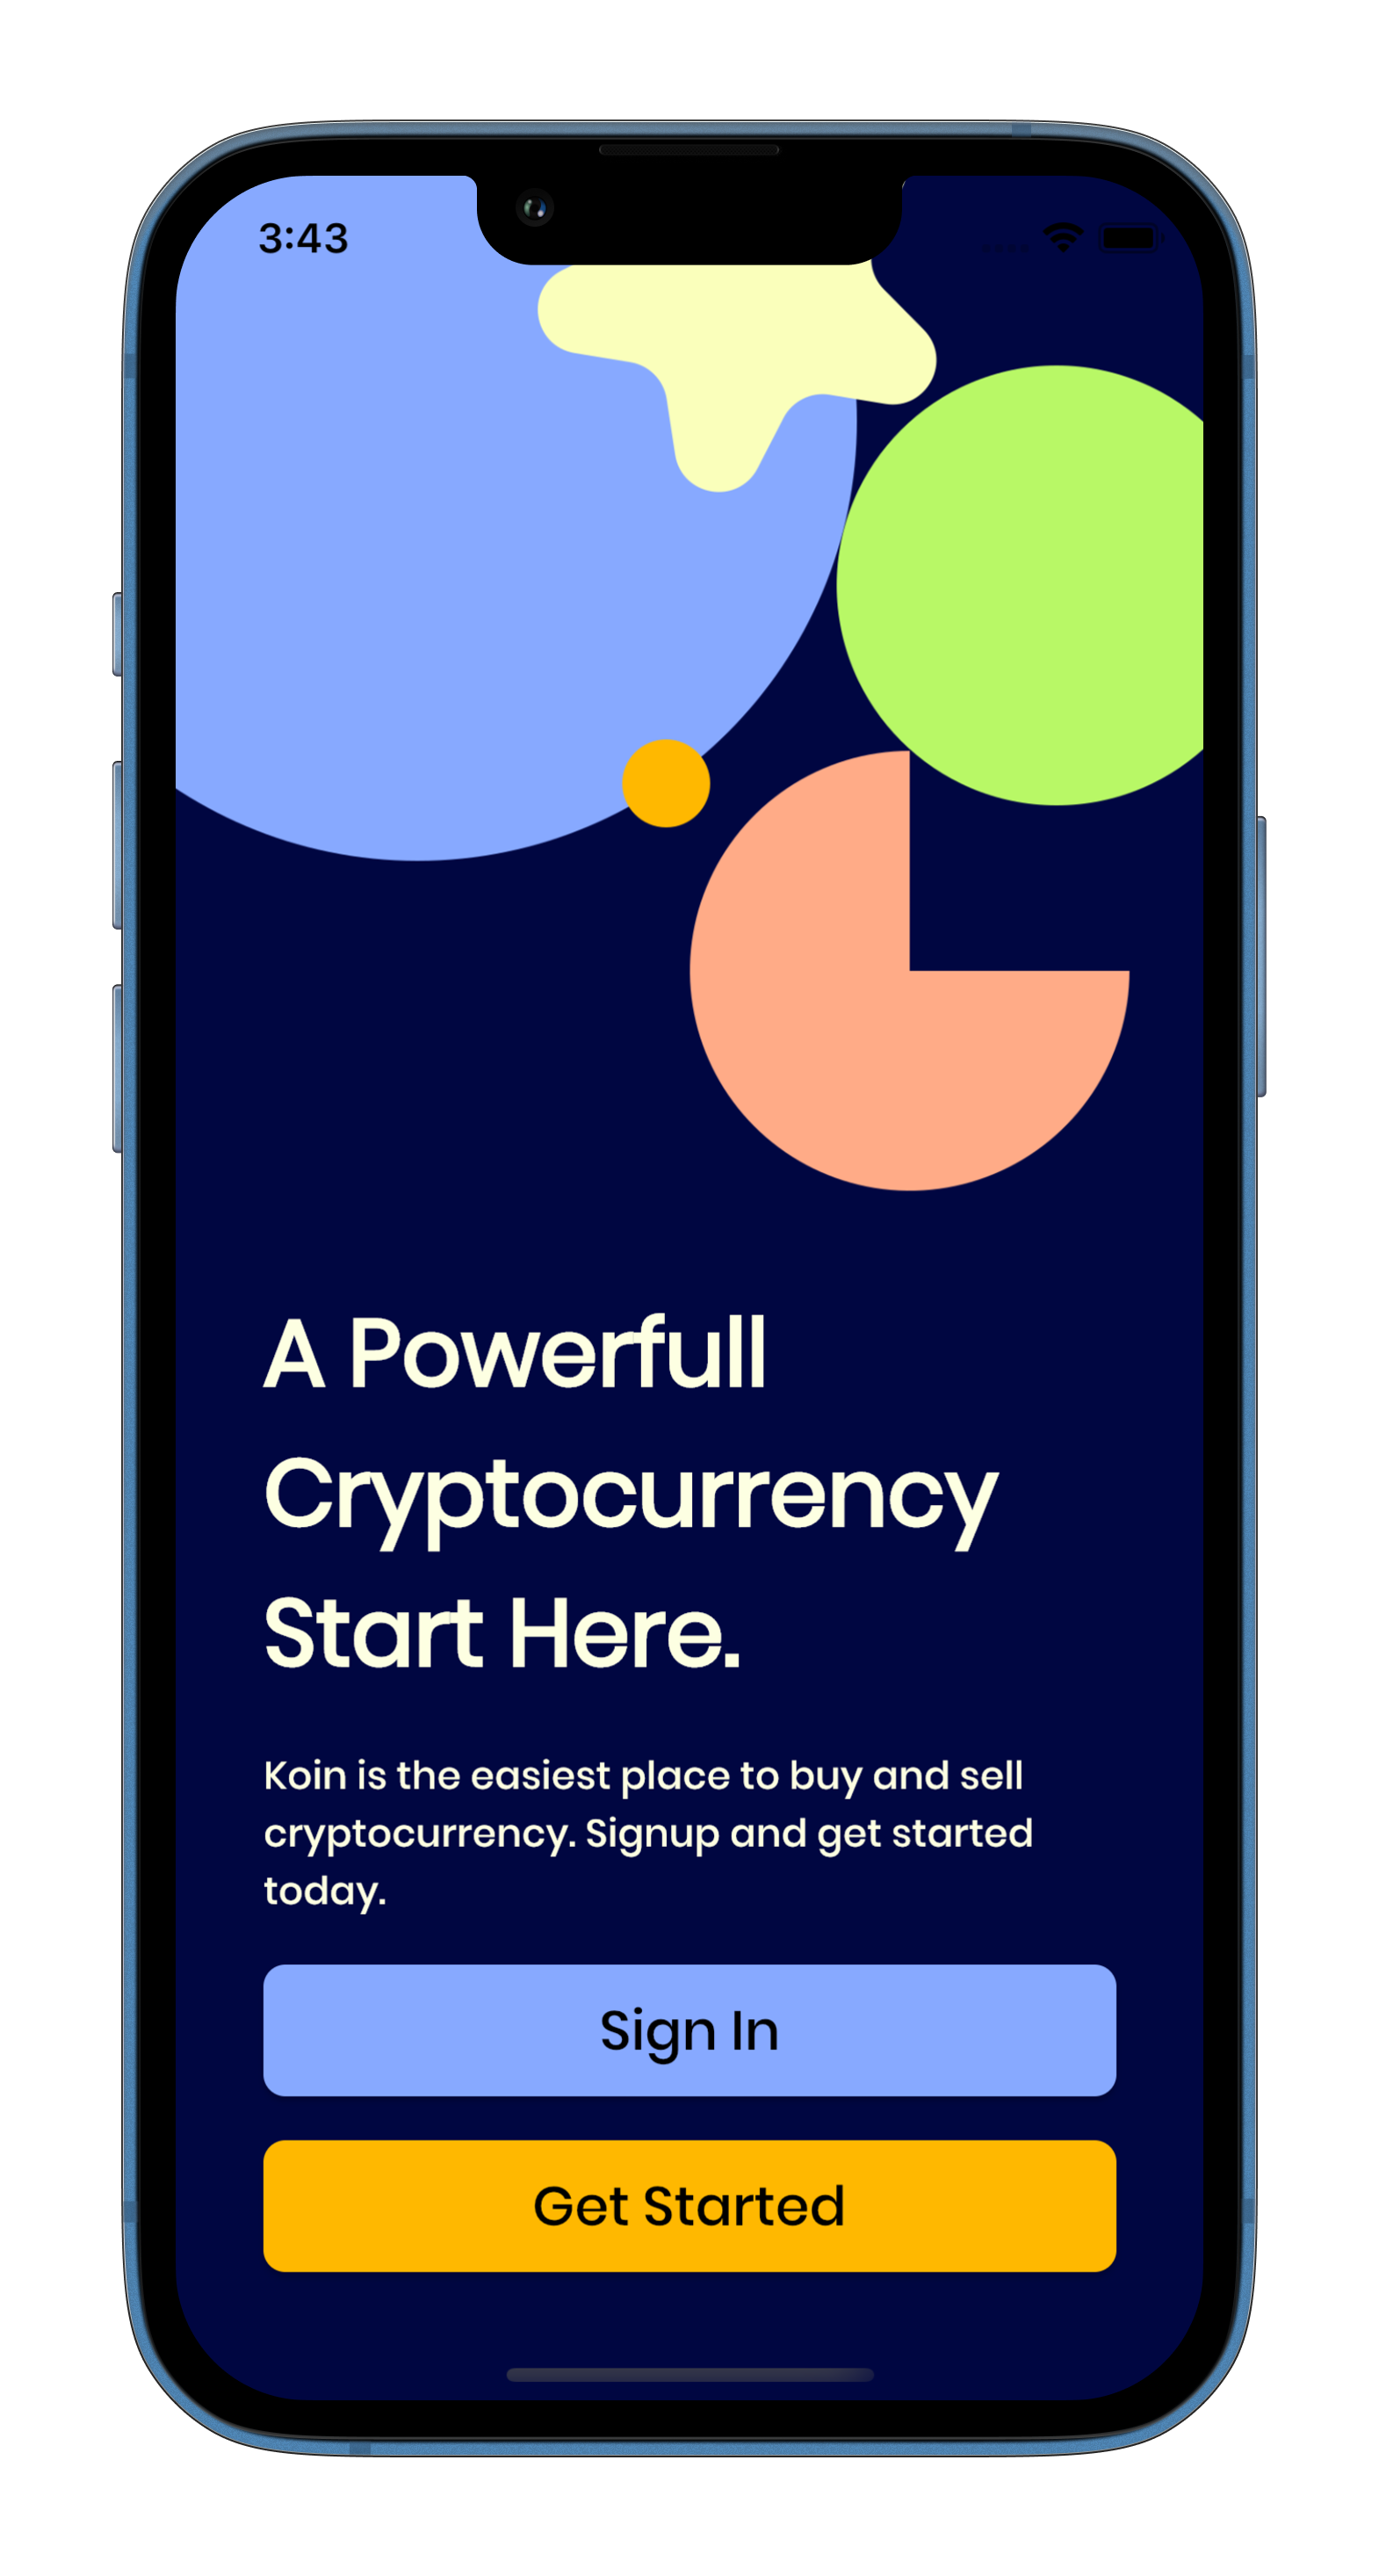 3:43
A Powerfull
Cryptocurrency
Start Here.
Koin is the easiest place to buy and sell
cryptocurrency. Signup and get started
today.
Sign In
Get Started